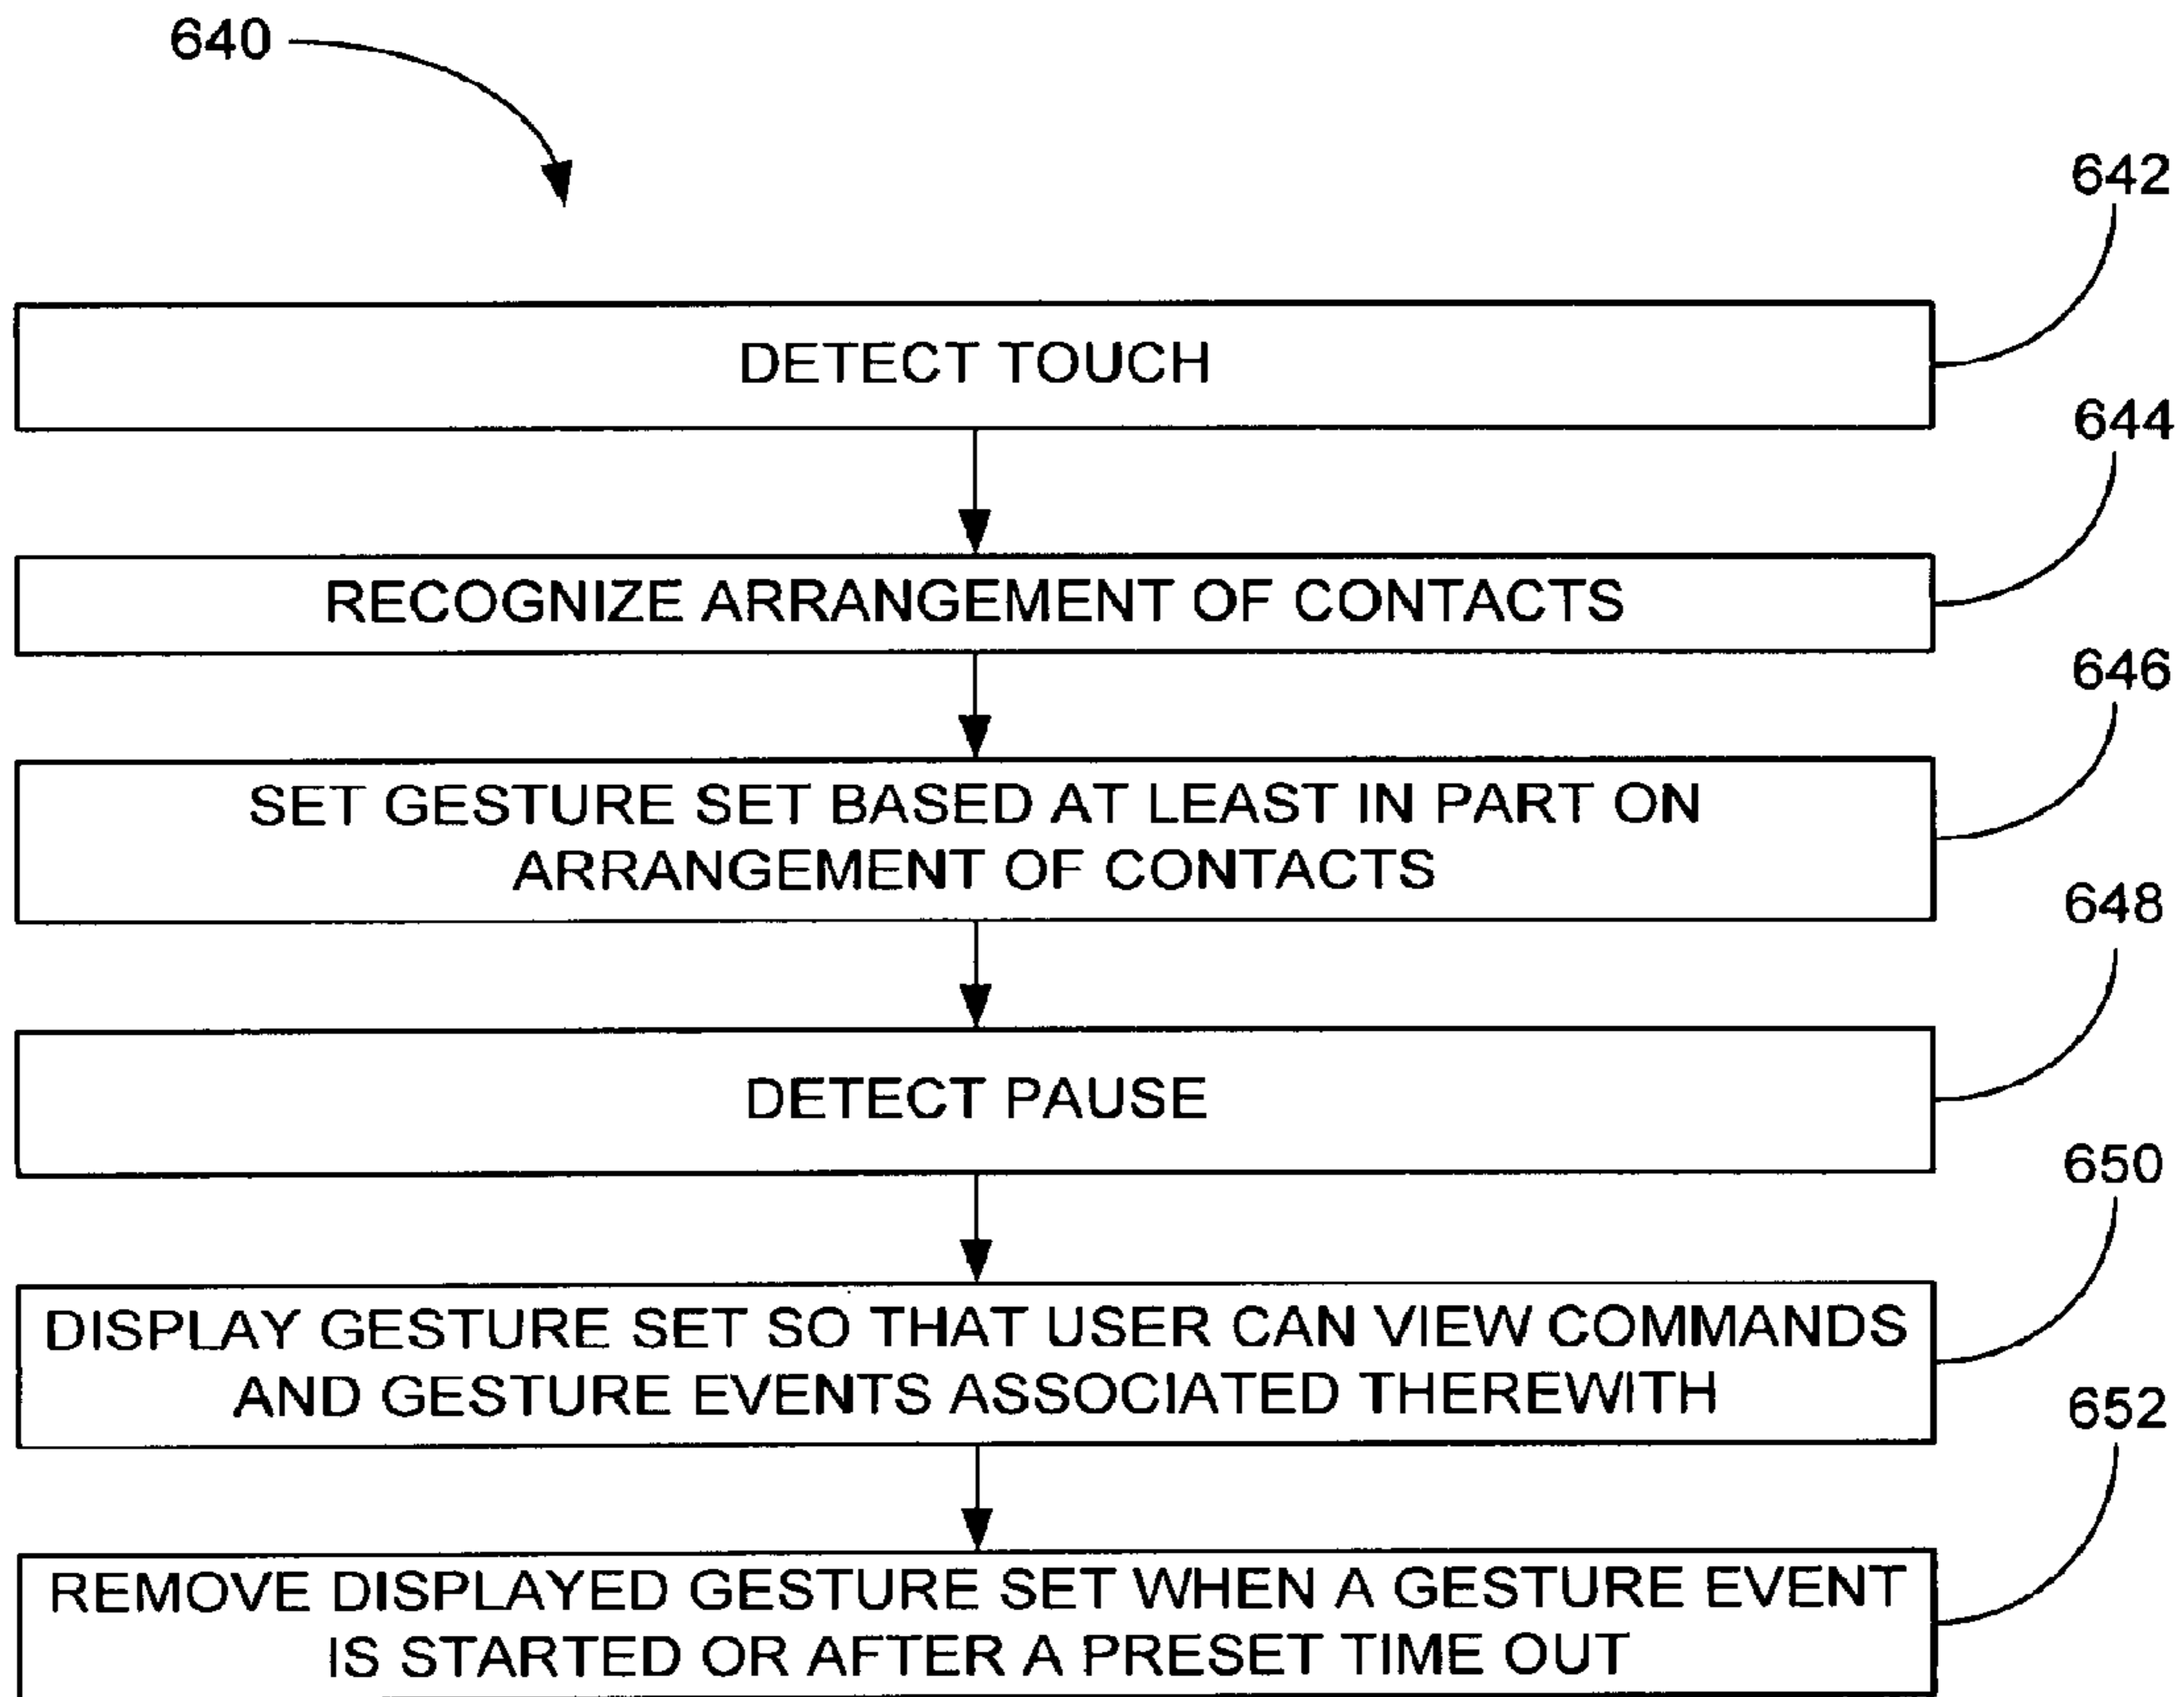 640
642
DETECT TOUCH
644
RECOGNIZE ARRANGEMENT OF CONTACTS
646
SET GESTURE SET BASED AT LEAST IN PART ON
ARRANGEMENT OF CONTACTS
648
DETECT PAUSE
650
DISPLAY GESTURE SET SO THAT USER CAN VIEW COMMANDS
AND GESTURE EVENTS ASSOCIATED THEREWITH
652
REMOVE DISPLAYED GESTURE SET WHEN A GESTURE EVENT
IS STARTED OR AFTER A PRESET TIME OUT